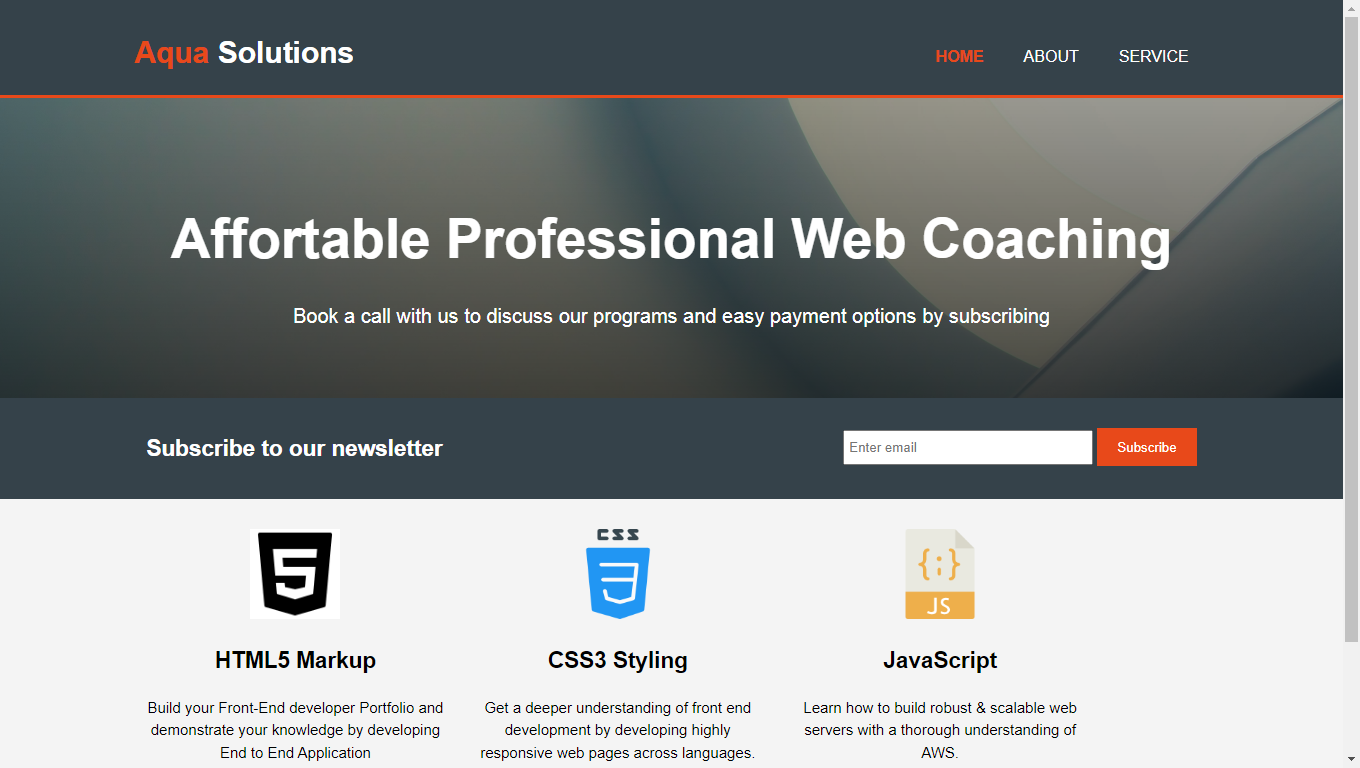 Aqua Solutions
HOME ABOUT SERVICE
Affortable Professional Web Coaching
Book a call with us to discuss our programs and easy payment options by subscribing
Subscribe to our newsletter
Enter email
Subscribe
5
CSS
3
{;}
JS
HTML5 Markup
Build your Front-End developer Portfolio and
demonstrate your knowledge by developing
End to End Application
CSS3 Styling
Get a deeper understanding of front end
development by developing highly
responsive web pages across languages.
JavaScript
Learn how to build robust & scalable web
servers with a thorough understanding of
AWS.